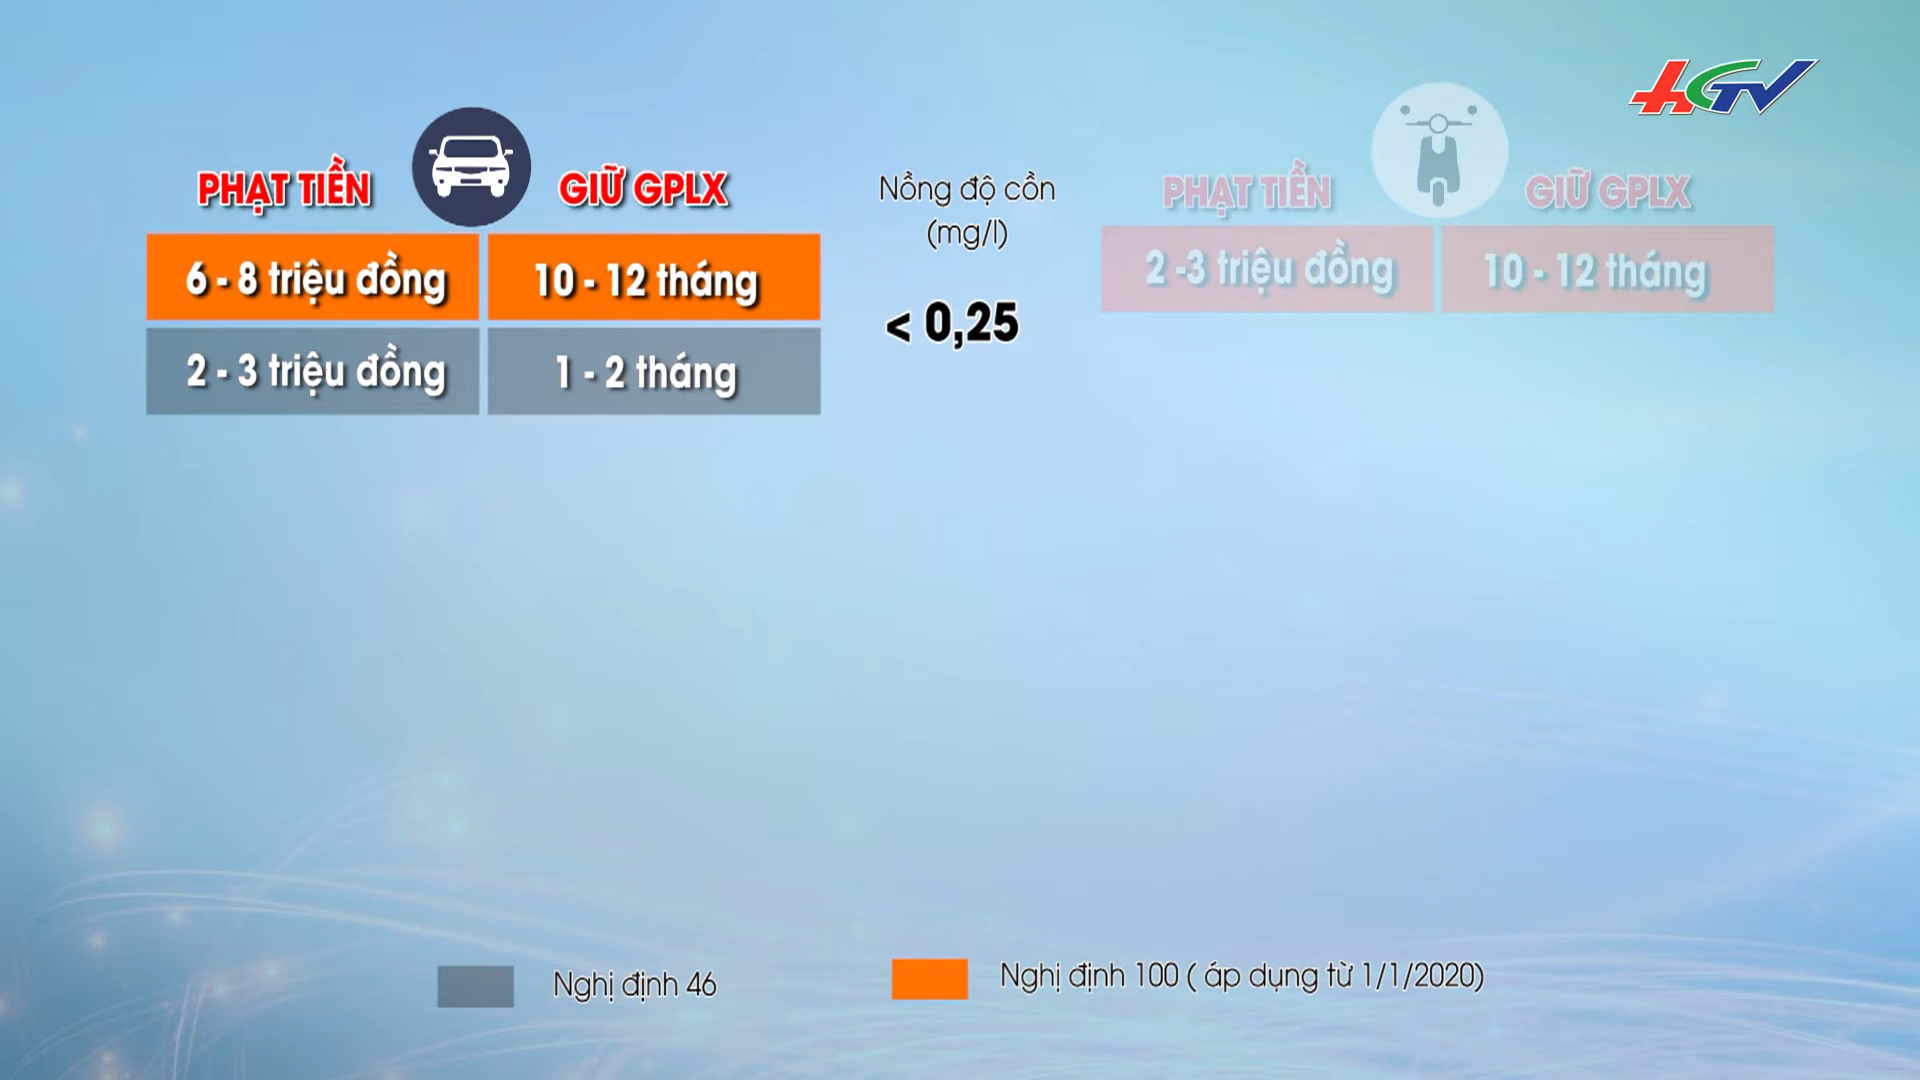 HGTV
PHẠT TIỀN
GIỮ GPLX
6 - 8 triệu đồng
10 - 12 tháng
2 - 3 triệu đồng
1 - 2 tháng
Nồng độ cồn
(mg/l)
< 0,25
PHẠT TIỀN
GIỮ GPLX
2 -3 triệu đồng
10 - 12 tháng
Nghị định 46
Nghị định 100 ( áp dụng từ 1/1/2020)